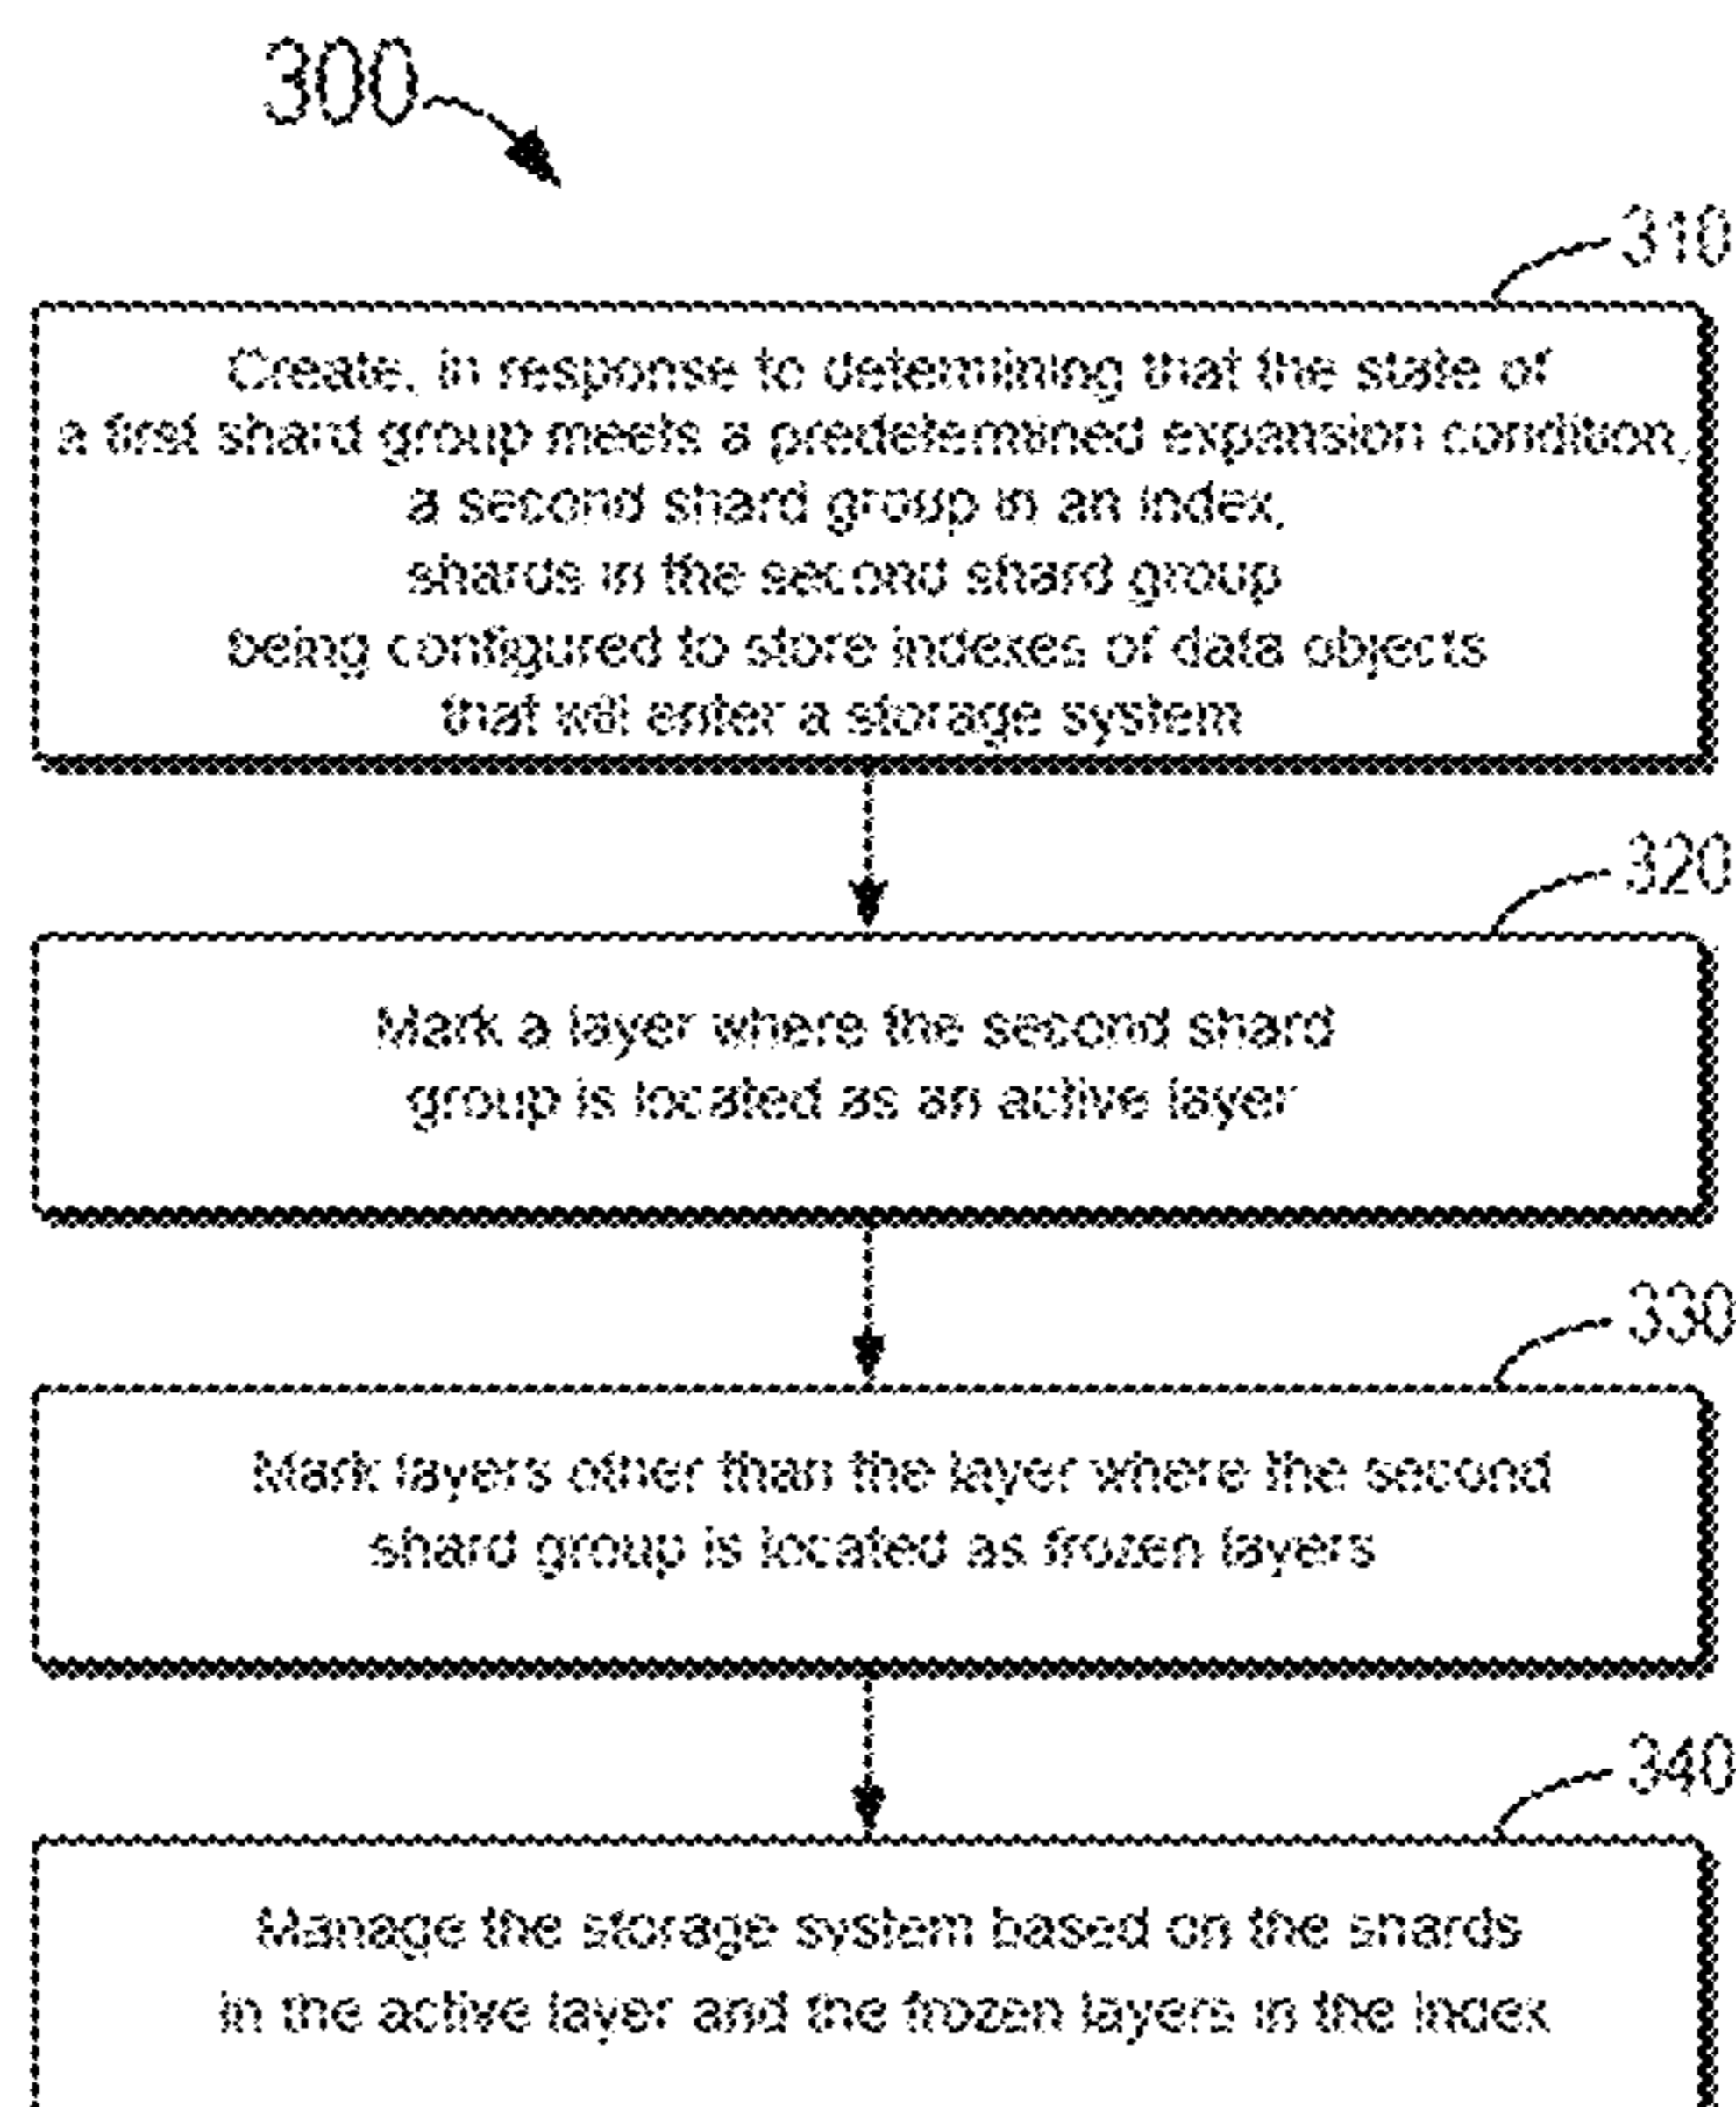 300
310
Create, in response to determining that the state of
a first shard group meets a predetermined expansion condition,
a second shard group in an index,
shards in the second shard group
being configured to store indexes of data objects
that will enter a storage system
320
Mark a layer where the second shard
group is located as an active layer
330
Mark layers other than the layer where the second
shard group is located as frozen layers
340
Manage the storage system based on the shards
in the active layer and the frozen layers in the index